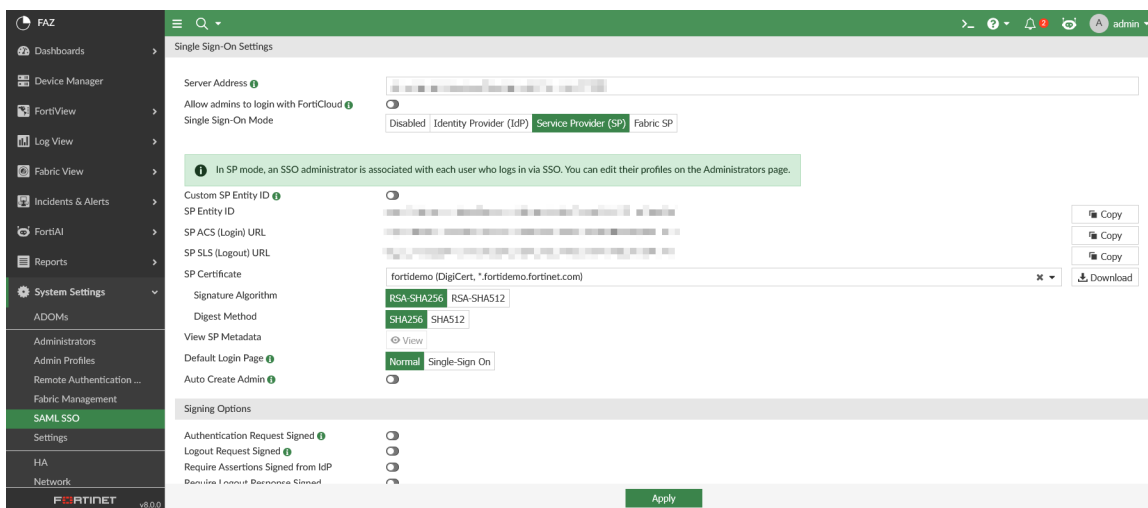 FAZ
admin
2
A
Dashboards
Device Manager
FortiView
Log View
Fabric View
Incidents & Alerts
FortiAI
Reports
System Settings
ADOMs
Administrators
Admin Profiles
Remote Authentication ...
Fabric Management
SAML SSO
Settings
HA
Network
FORTINET
v8.0.0
Single Sign-On Settings
Server Address
Allow admins to login with FortiCloud
Single Sign-On Mode
Disabled Identity Provider (IdP) Service Provider (SP) Fabric SP
In SP mode, an SSO administrator is associated with each user who logs in via SSO. You can edit their profiles on the Administrators page.
Custom SP Entity ID
SP Entity ID
Copy
SP ACS (Login) URL
Copy
SP SLS (Logout) URL
Copy
SP Certificate
fortidemo (DigiCert, *.fortidemo.fortinet.com)
Download
Signature Algorithm
RSA-SHA256 RSA-SHA512
Digest Method
SHA256 SHA512
View SP Metadata
View
Default Login Page
Normal Single-Sign On
Auto Create Admin
Signing Options
Authentication Request Signed
Logout Request Signed
Require Assertions Signed from IdP
Require Logout Response Signed
Apply